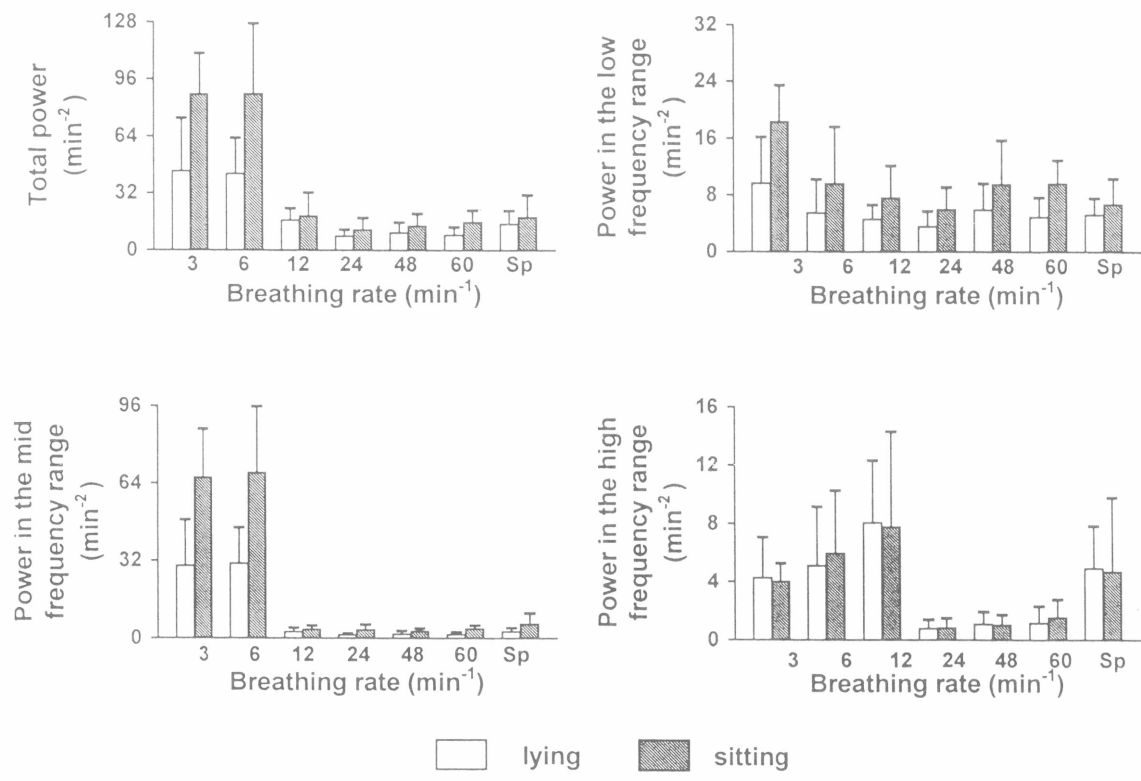 Total power
(min⁻²)
128
96
64
32
0
3 6 12 24 48 60 Sp
Breathing rate (min⁻¹)
Power in the low
frequency range
(min⁻²)
32
24
16
8
0
3 6 12 24 48 60 Sp
Breathing rate (min⁻¹)
Power in the mid
frequency range
(min⁻²)
96
64
32
0
3 6 12 24 48 60 Sp
Breathing rate (min⁻¹)
Power in the high
frequency range
(min⁻²)
16
12
8
4
0
3 6 12 24 48 60 Sp
Breathing rate (min⁻¹)
lying sitting